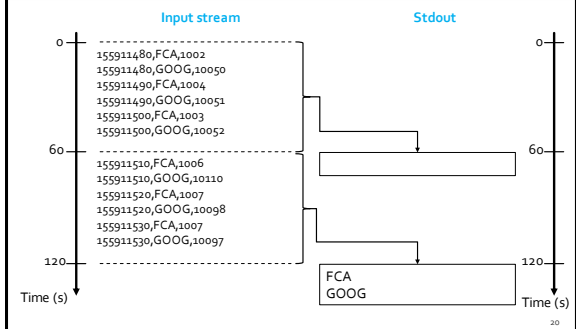 Input stream
Stdout
0
0
155911480,FCA,1002
155911480,GOOG,10050
155911490,FCA,1004
155911490,GOOG,10051
155911500,FCA,1003
155911500,GOOG,10052
60
60
155911510,FCA,1006
155911510,GOOG,10110
155911520,FCA,1007
155911520,GOOG,10098
155911530,FCA,1007
155911530,GOOG,10097
120
120
FCA
GOOG
Time (s)
Time (s)
20